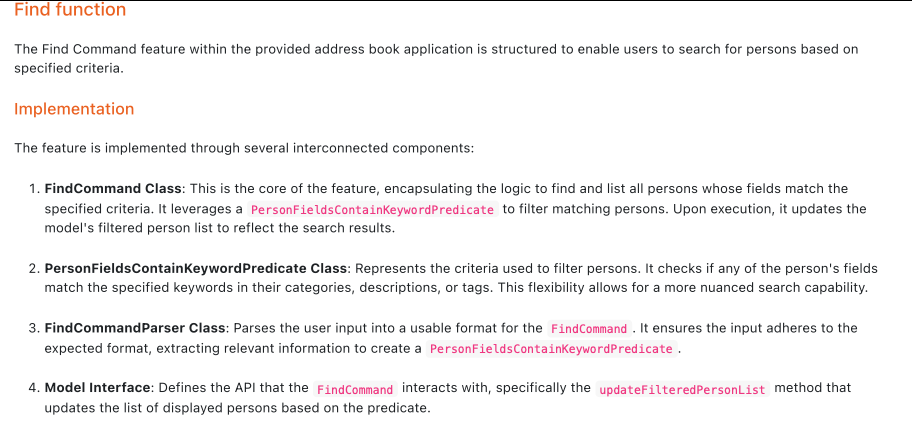 Find function
The Find Command feature within the provided address book application is structured to enable users to search for persons based on
specified criteria.
Implementation
The feature is implemented through several interconnected components:
1. FindCommand Class: This is the core of the feature, encapsulating the logic to find and list all persons whose fields match the
specified criteria. It leverages a PersonFieldsContainKeywordPredicate to filter matching persons. Upon execution, it updates the
model's filtered person list to reflect the search results.
2. PersonFieldsContainKeywordPredicate Class: Represents the criteria used to filter persons. It checks if any of the person's fields
match the specified keywords in their categories, descriptions, or tags. This flexibility allows for a more nuanced search capability.
3. FindCommandParser Class: Parses the user input into a usable format for the FindCommand . It ensures the input adheres to the
expected format, extracting relevant information to create a PersonFieldsContainKeywordPredicate .
4. Model Interface: Defines the API that the FindCommand interacts with, specifically the updateFilteredPersonList method that
updates the list of displayed persons based on the predicate.